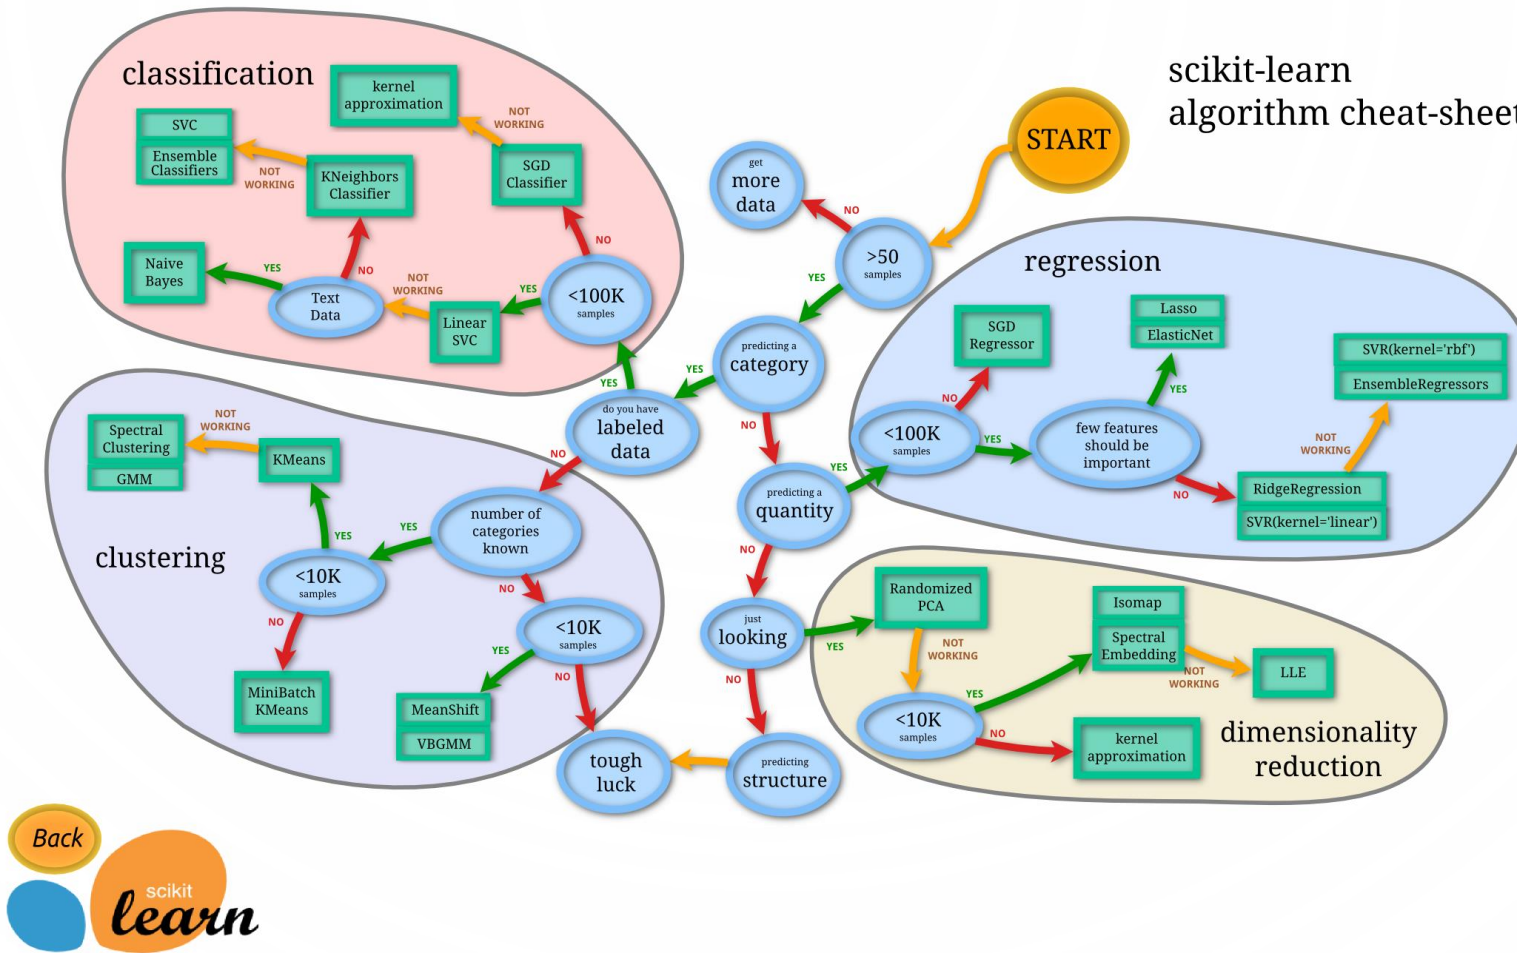 scikit-learn
algorithm cheat-sheet
START
classification
kernel
approximation
NOT
WORKING
SVC
Ensemble
Classifiers
NOT
WORKING
KNeighbors
Classifier
SGD
Classifier
NO
Naive
Bayes
YES
Text
Data
NO
NOT
WORKING
Linear
SVC
YES
<100K
samples
YES
get
more
data
NO
>50
samples
YES
predicting a
category
YES
do you have
labeled
data
NO
NO
predicting a
quantity
YES
NO
just
looking
YES
NO
predicting
structure
tough
luck
regression
SGD
Regressor
Lasso
ElasticNet
YES
SVR(kernel='rbf')
EnsembleRegressors
NO
<100K
samples
YES
few features
should be
important
NOT
WORKING
NO
RidgeRegression
SVR(kernel='linear')
clustering
Spectral
Clustering
GMM
NOT
WORKING
KMeans
YES
number of
categories
known
YES
<10K
samples
NO
NO
<10K
samples
YES
NO
MiniBatch
KMeans
MeanShift
VBGMM
Randomized
PCA
NOT
WORKING
Isomap
Spectral
Embedding
NOT
WORKING
LLE
YES
<10K
samples
NO
kernel
approximation
dimensionality
reduction
Back
scikit
learn